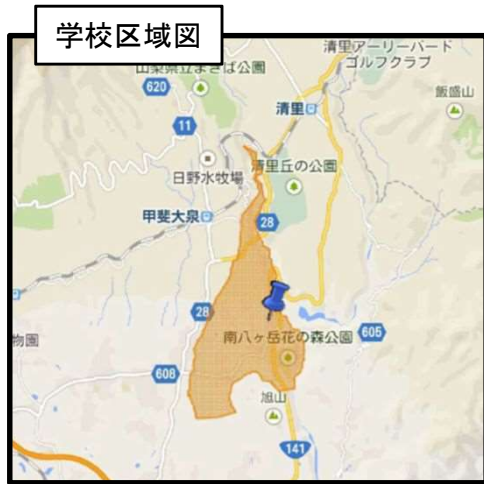 学校区域図
清里アーリーバード
ゴルフクラブ
山梨県立まきば公園
620
飯盛山
清里
11
日野水牧場
清里丘の公園
甲斐大泉
28
28
物園
南八ヶ岳花の森公園
605
608
旭山
141